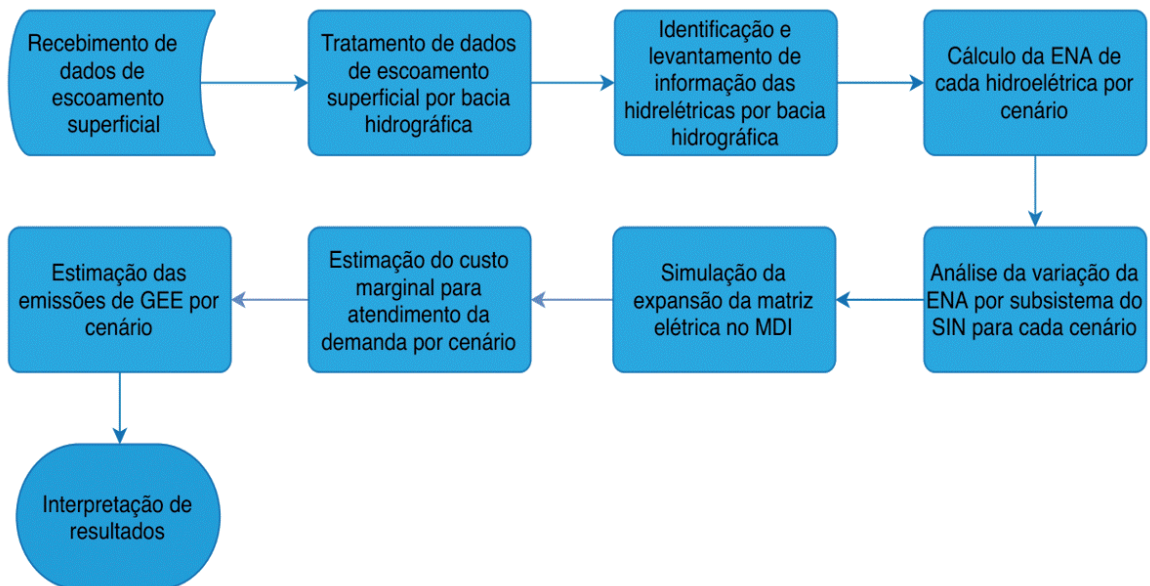 Recebimento de
dados de
escoamento
superficial
Tratamento de dados
de escoamento
superficial por bacia
hidrográfica
Identificação e
levantamento de
informação das
hidrelétricas por bacia
hidrográfica
Cálculo da ENA de
cada hidroelétrica por
cenário
Análise da variação da
ENA por subsistema do
SIN para cada cenário
Simulação da
expansão da matriz
elétrica no MDI
Estimação do custo
marginal para
atendimento da
demanda por cenário
Estimação das
emissões de GEE por
cenário
Interpretação de
resultados